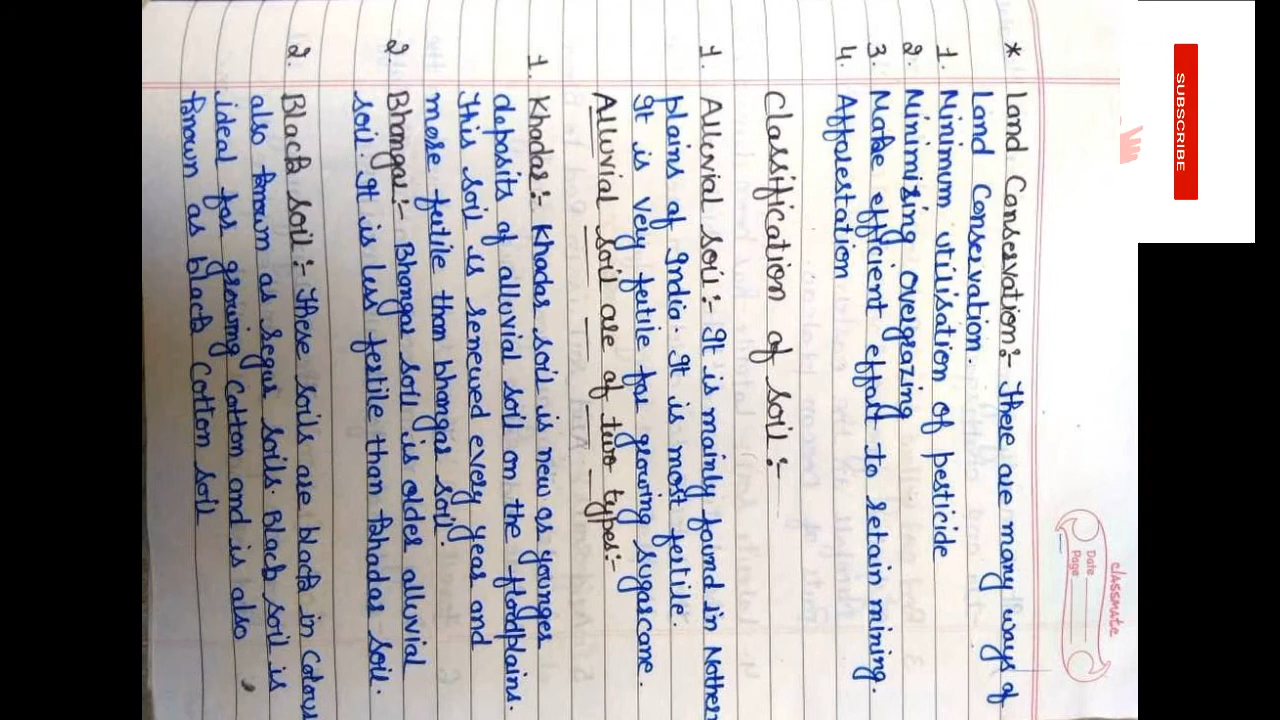 classmate
Date
Page
* Land Conservation:- There are many ways of
Land Conservation.
1. Minimum utilisation of pesticide
2. Minimizing overgrazing
3. Make efficient effort to retain mining.
4. Afforestation
Classification of soil:-
1. Alluvial soil:- It is mainly found in Nothern
plains of India. It is most fertile.
It is very fertile for growing sugarcane.
Alluvial soil are of two types:-
1. Khadar:- Khadar soil is new as younger
deposits of alluvial soil on the floodplains.
This soil is renewed every year and
more fertile than bhangar soil.
2. Bhangar:- Bhangar soil is older alluvial
soil. It is less fertile than Khadar soil.
2. Black soil:- These soils are black in colour
also known as regur soils. Black soil is
ideal for growing cotton and is also
known as black cotton soil
SUBSCRIBE